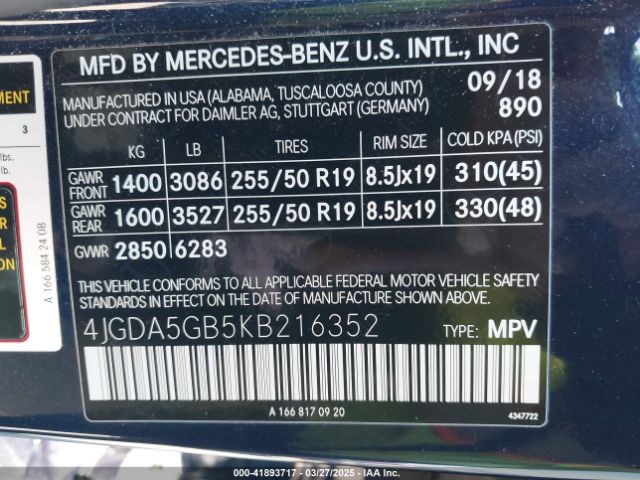 MFD BY MERCEDES-BENZ U.S. INTL., INC
MANUFACTURED IN USA (ALABAMA, TUSCALOOSA COUNTY) 09/18
UNDER CONTRACT FOR DAIMLER AG, STUTTGART (GERMANY) 890
KG LB TIRES RIM SIZE COLD KPA(PSI)
GAWR FRONT 1400 3086 255/50 R19 8.5Jx19 310(45)
GAWR REAR 1600 3527 255/50 R19 8.5Jx19 330(48)
GVWR 2850 6283
THIS VEHICLE CONFORMS TO ALL APPLICABLE FEDERAL MOTOR VEHICLE SAFETY
STANDARDS IN EFFECT ON THE DATE OF MANUFACTURE SHOWN ABOVE.
4JGDA5GB5KB216352 TYPE: MPV
A 166 817 09 20
4347722
MENT
3
lbs.
lb.
A 166 584 24 08
000-41893717 - 03/27/2025 - IAA Inc.